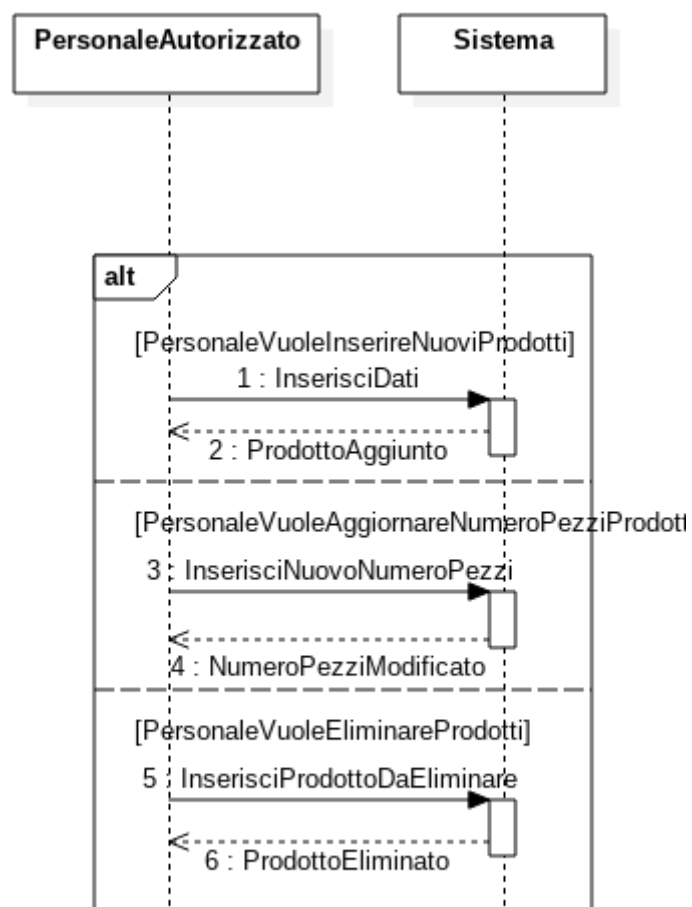 PersonaleAutorizzato
Sistema
alt
[PersonaleVuoleInserireNuoviProdotti]
1 : InserisciDati
2 : ProdottoAggiunto
[PersonaleVuoleAggiornareNumeroPezziProdott
3 : InserisciNuovoNumeroPezzi
4 : NumeroPezziModificato
[PersonaleVuoleEliminareProdotti]
5 : InserisciProdottoDaEliminare
6 : ProdottoEliminato